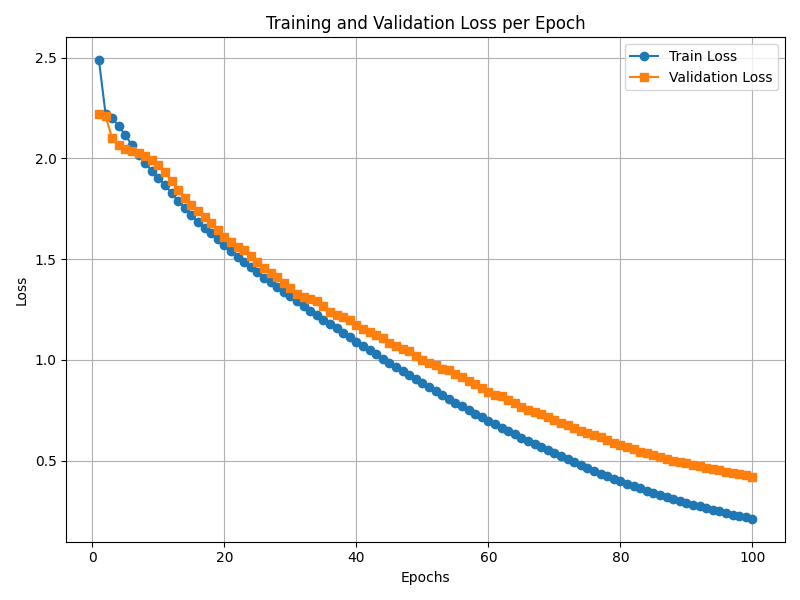 Training and Validation Loss per Epoch
Train Loss
Validation Loss
2.5
2.0
1.5
1.0
0.5
Loss
0 20 40 60 80 100
Epochs